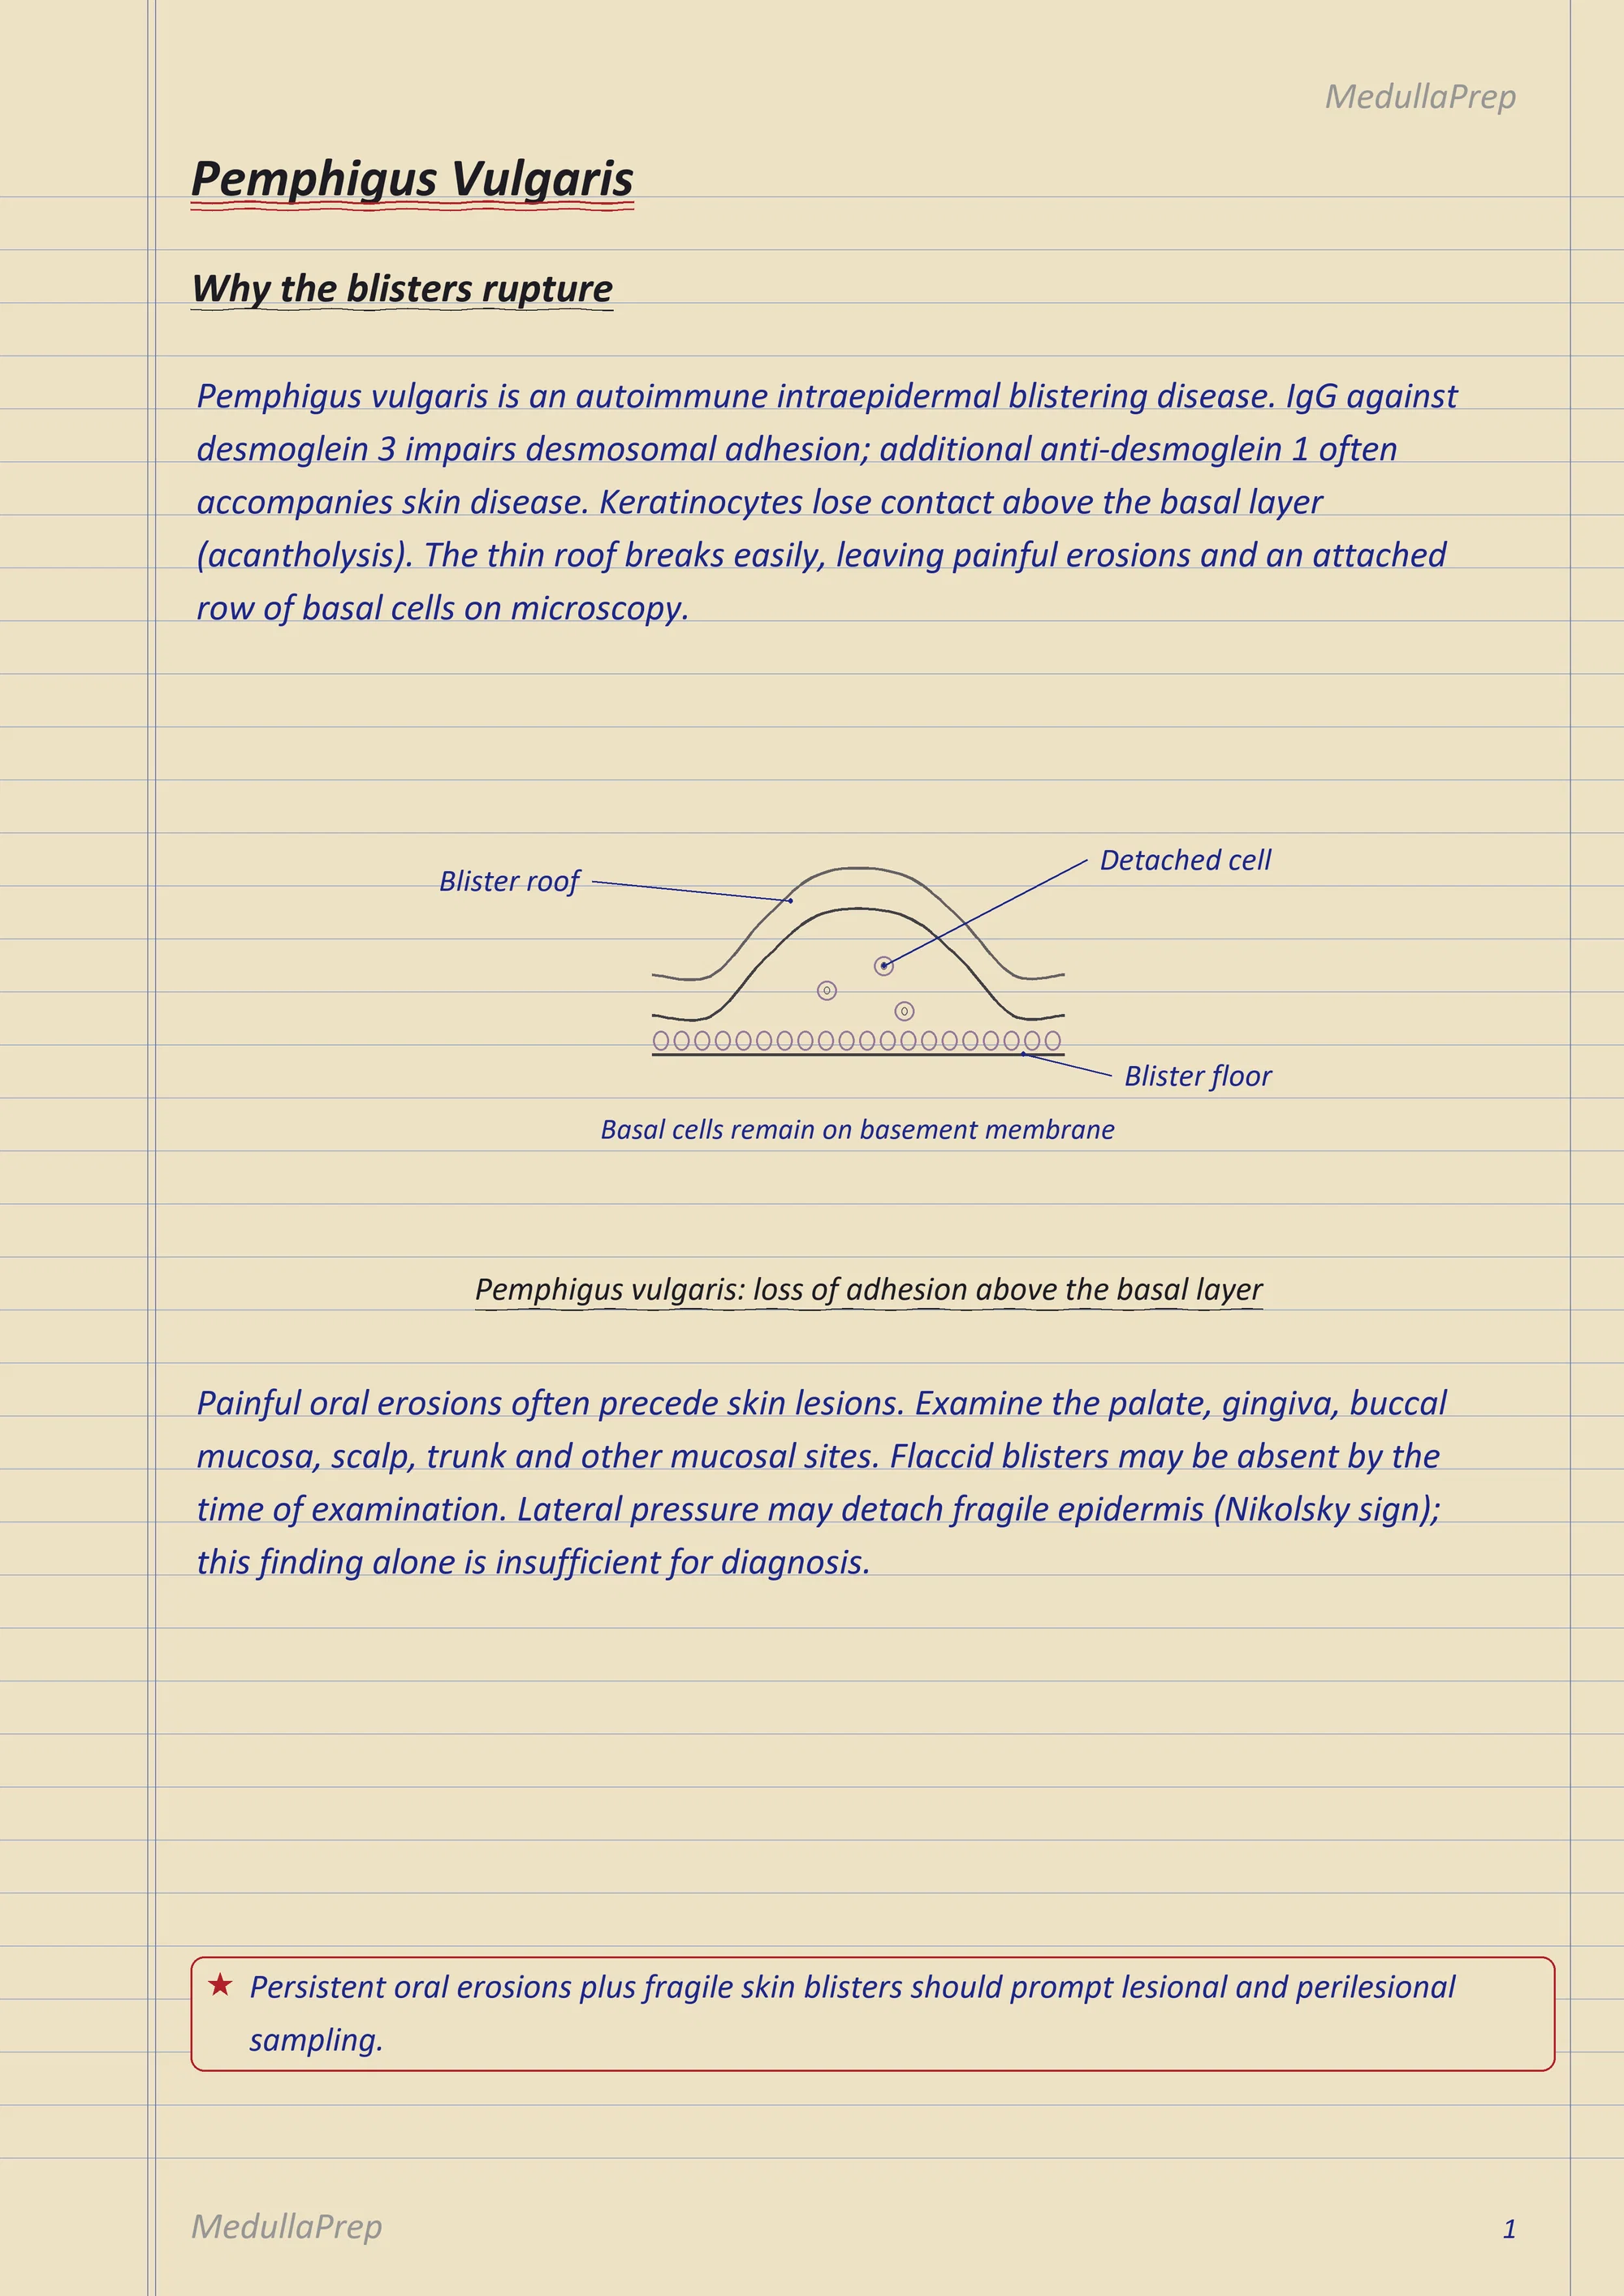 MedullaPrep
Pemphigus Vulgaris
Why the blisters rupture
Pemphigus vulgaris is an autoimmune intraepidermal blistering disease. IgG against
desmoglein 3 impairs desmosomal adhesion; additional anti-desmoglein 1 often
accompanies skin disease. Keratinocytes lose contact above the basal layer
(acantholysis). The thin roof breaks easily, leaving painful erosions and an attached
row of basal cells on microscopy.
Detached cell
Blister roof
Blister floor
Basal cells remain on basement membrane
Pemphigus vulgaris: loss of adhesion above the basal layer
Painful oral erosions often precede skin lesions. Examine the palate, gingiva, buccal
mucosa, scalp, trunk and other mucosal sites. Flaccid blisters may be absent by the
time of examination. Lateral pressure may detach fragile epidermis (Nikolsky sign);
this finding alone is insufficient for diagnosis.
★ Persistent oral erosions plus fragile skin blisters should prompt lesional and perilesional
sampling.
MedullaPrep
1